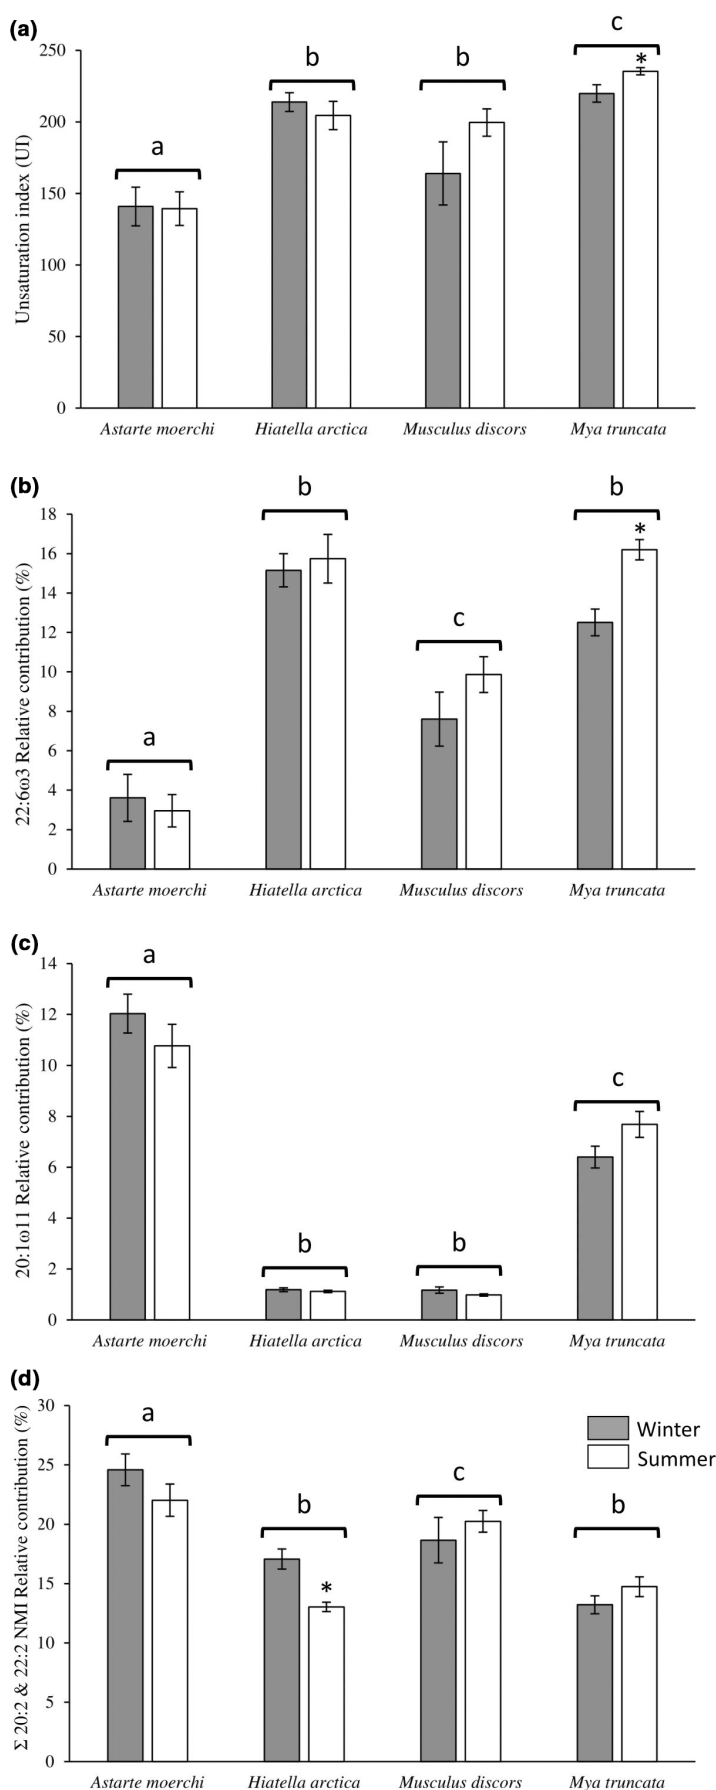 (a)
Unsaturation index (UI)
250
200
150
100
50
0
a
b
b
c
*
Astarte moerchi
Hiatella arctica
Musculus discors
Mya truncata
(b)
22:6ω3 Relative contribution (%)
18
16
14
12
10
8
6
4
2
0
a
b
c
b
*
Astarte moerchi
Hiatella arctica
Musculus discors
Mya truncata
(c)
20:1ω11 Relative contribution (%)
14
12
10
8
6
4
2
0
a
b
b
c
Astarte moerchi
Hiatella arctica
Musculus discors
Mya truncata
(d)
Σ 20:2 & 22:2 NMI Relative contribution (%)
30
25
20
15
10
5
0
a
b
*
c
b
Winter
Summer
Astarte moerchi
Hiatella arctica
Musculus discors
Mya truncata